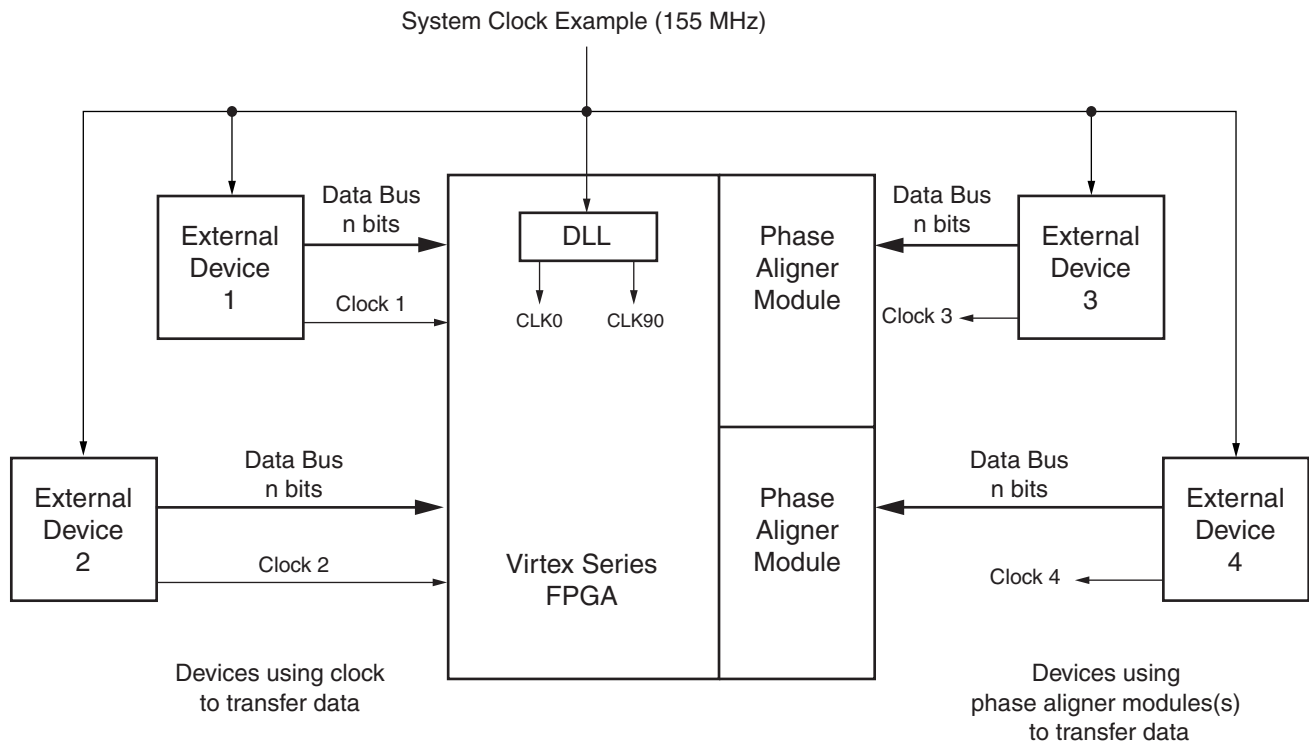 System Clock Example (155 MHz)
Data Bus
n bits
External
Device
1
Clock 1
DLL
CLK0
CLK90
Phase
Aligner
Module
Data Bus
n bits
Clock 3
External
Device
3
External
Device
2
Data Bus
n bits
Clock 2
Virtex Series
FPGA
Phase
Aligner
Module
Data Bus
n bits
Clock 4
External
Device
4
Devices using clock
to transfer data
Devices using
phase aligner modules(s)
to transfer data